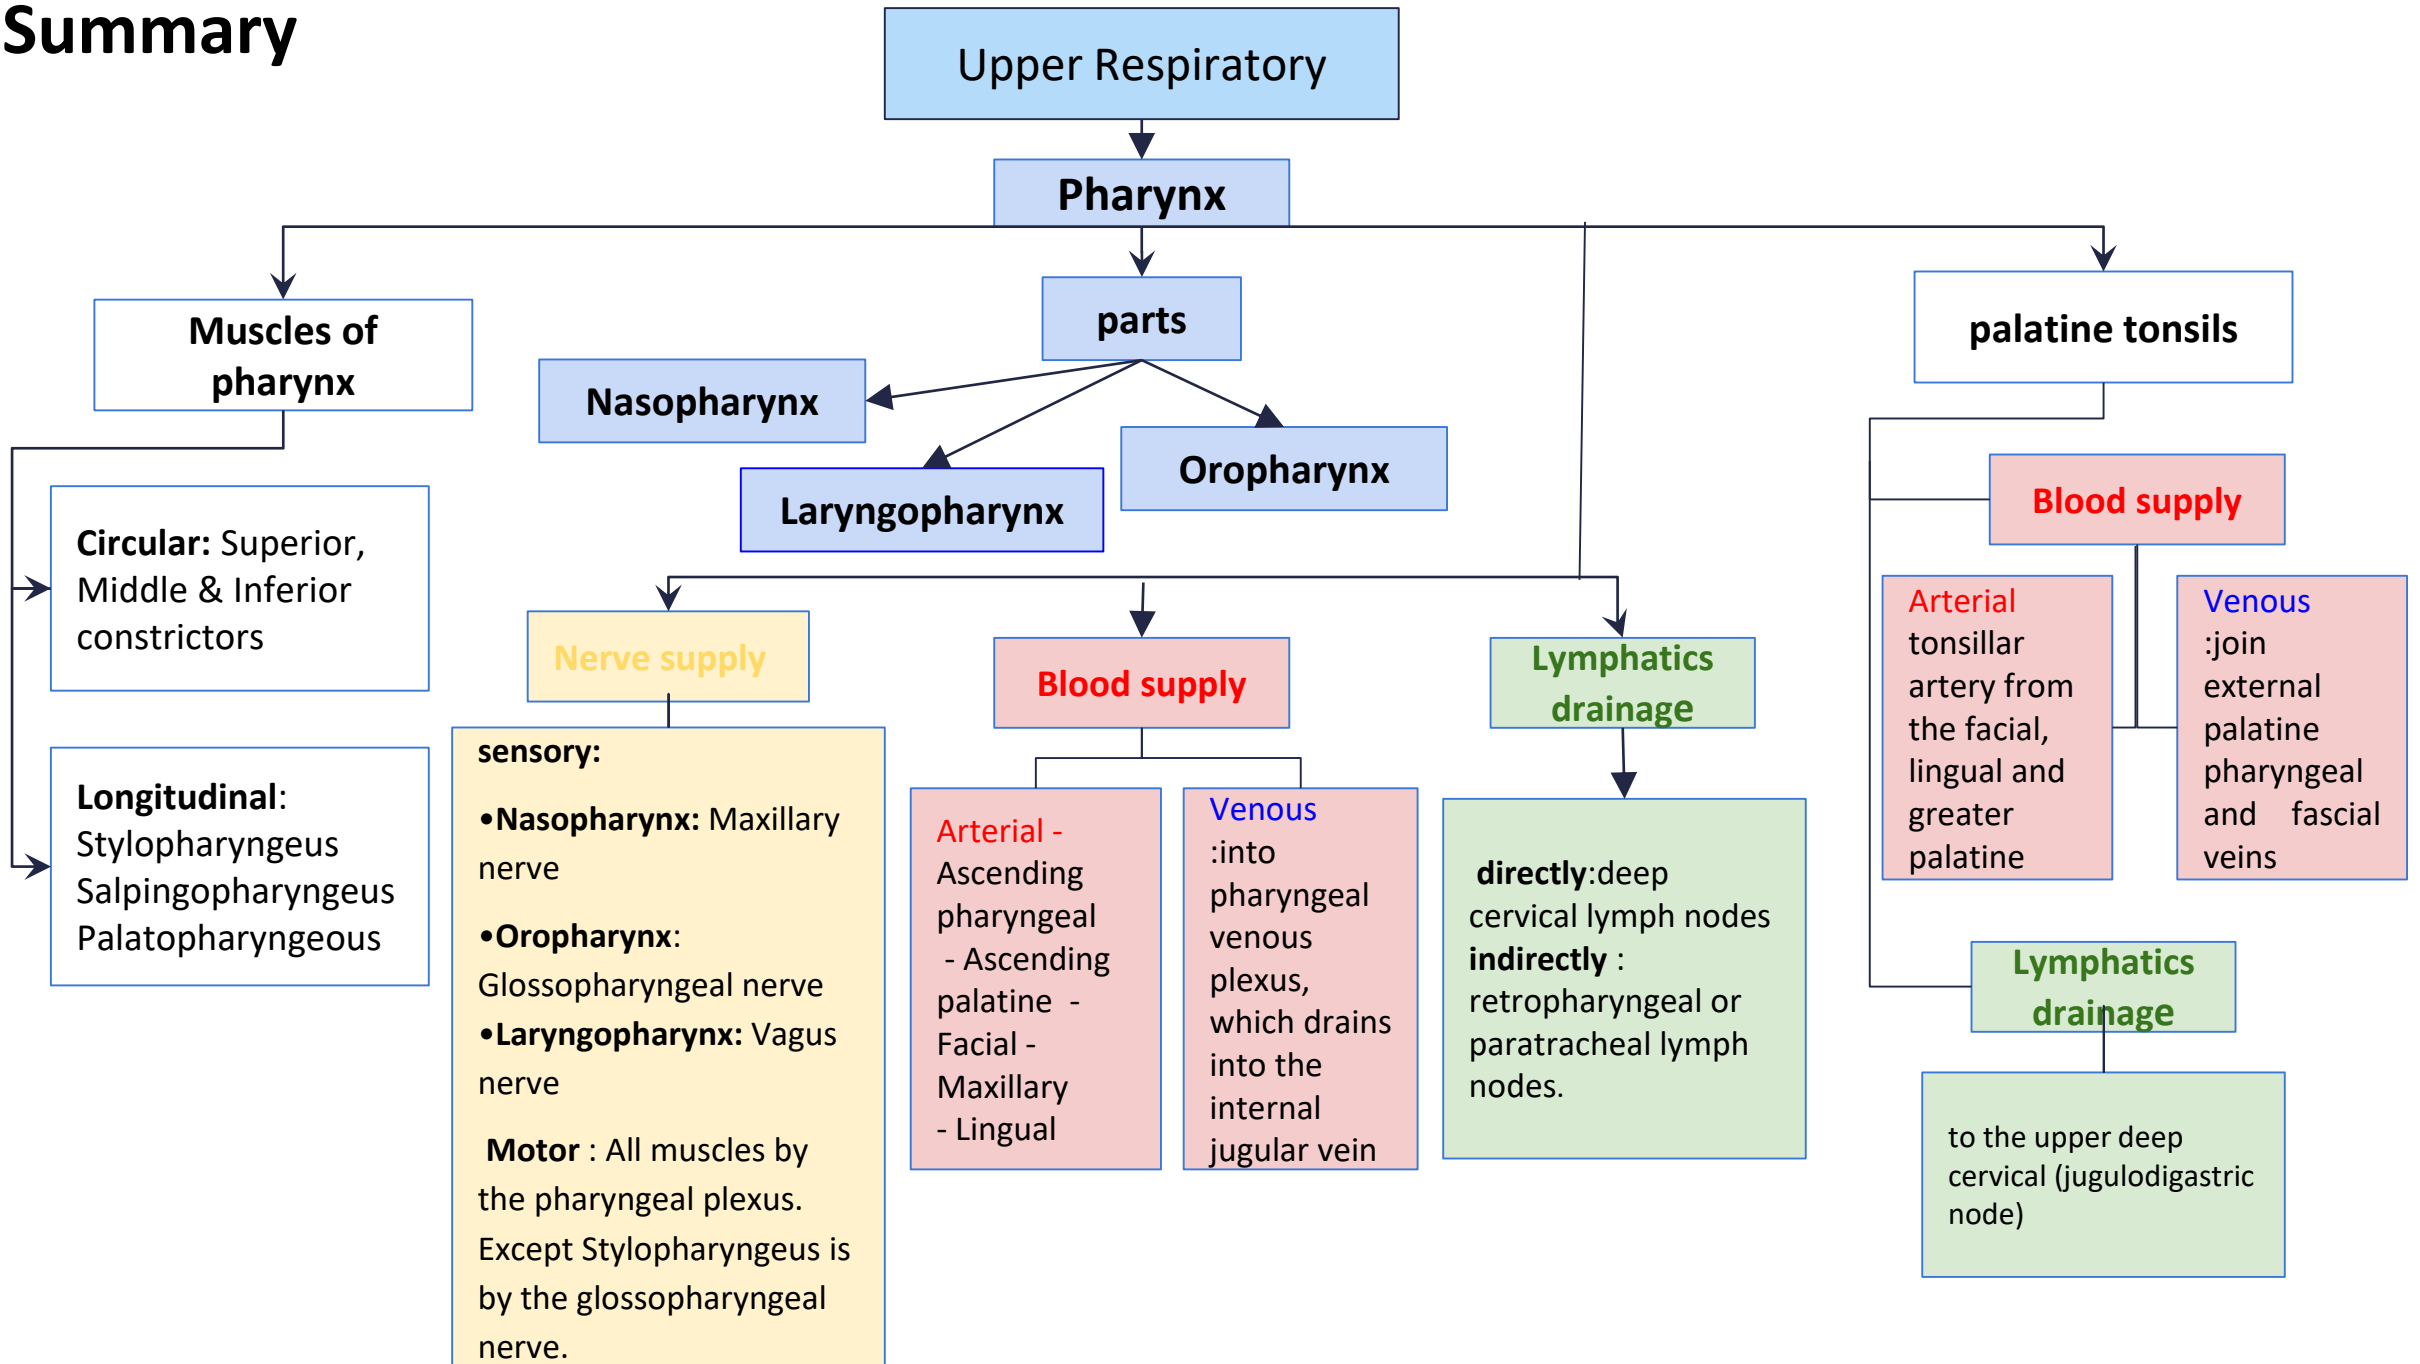 Summary
Upper Respiratory
Pharynx
Muscles of
pharynx
Circular: Superior,
Middle & Inferior
constrictors
Longitudinal:
Stylopharyngeus
Salpingopharyngeus
Palatopharyngeous
parts
Nasopharynx
Laryngopharynx
Oropharynx
Nerve supply
sensory:
•Nasopharynx: Maxillary
nerve
•Oropharynx:
Glossopharyngeal nerve
•Laryngopharynx: Vagus
nerve
Motor : All muscles by
the pharyngeal plexus.
Except Stylopharyngeus is
by the glossopharyngeal
nerve.
Blood supply
Arterial -
Ascending
pharyngeal
- Ascending
palatine -
Facial -
Maxillary
- Lingual
Venous
:into
pharyngeal
venous
plexus,
which drains
into the
internal
jugular vein
Lymphatics
drainage
directly:deep
cervical lymph nodes
indirectly :
retropharyngeal or
paratracheal lymph
nodes.
palatine tonsils
Blood supply
Arterial
tonsillar
artery from
the facial,
lingual and
greater
palatine
Venous
:join
external
palatine
pharyngeal
and fascial
veins
Lymphatics
drainage
to the upper deep
cervical (jugulodigastric
node)